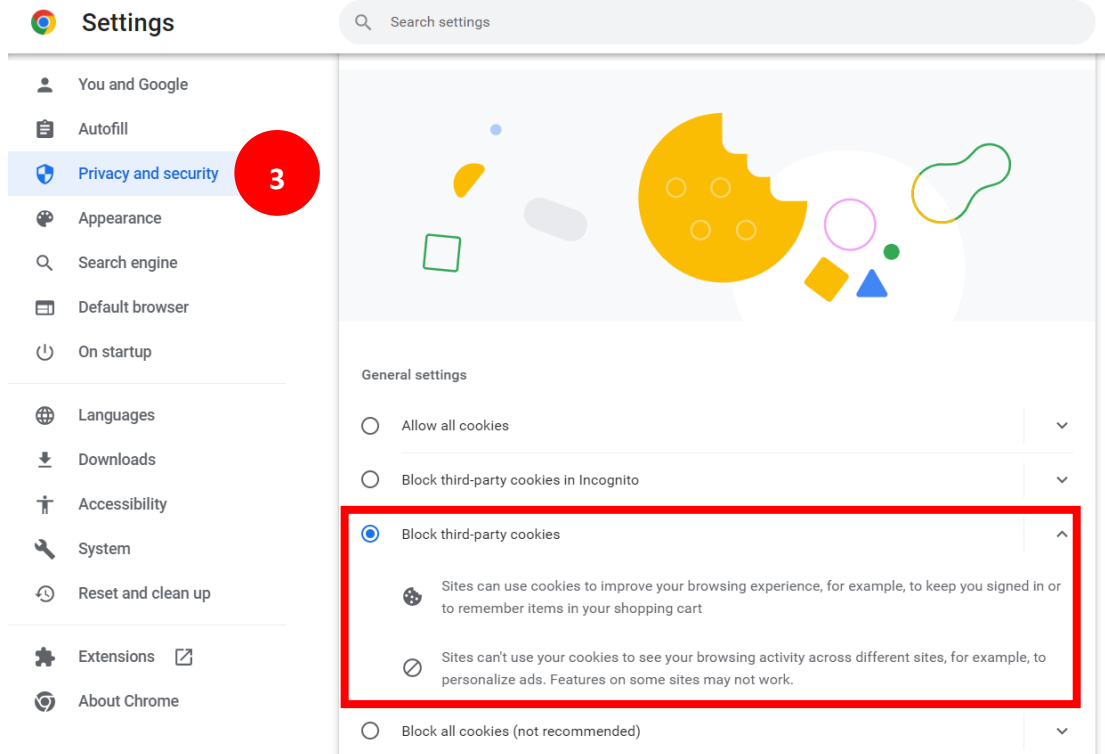 Settings
Search settings
You and Google
Autofill
Privacy and security
3
Appearance
Search engine
Default browser
On startup
Languages
Downloads
Accessibility
System
Reset and clean up
Extensions
About Chrome
General settings
Allow all cookies
Block third-party cookies in Incognito
Block third-party cookies
Sites can use cookies to improve your browsing experience, for example, to keep you signed in or
to remember items in your shopping cart
Sites can't use your cookies to see your browsing activity across different sites, for example, to
personalize ads. Features on some sites may not work.
Block all cookies (not recommended)